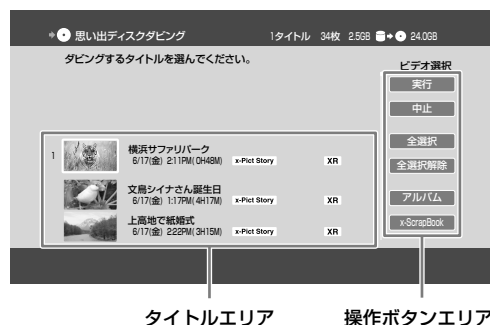 思い出ディスクダビング 1タイトル 34枚 2.5GB 24.0GB
ダビングするタイトルを選んでください。
ビデオ選択
実行
中止
全選択
全選択解除
アルバム
x-ScrapBook
1 横浜サファリパーク
6/17(金) 2:11PM( 0H48M) x-Pict Story XR
文鳥シイナさん誕生日
6/17(金) 1:17PM( 4H17M) x-Pict Story XR
上高地で紙婚式
6/17(金) 2:22PM( 3H15M) x-Pict Story XR
タイトルエリア 操作ボタンエリア